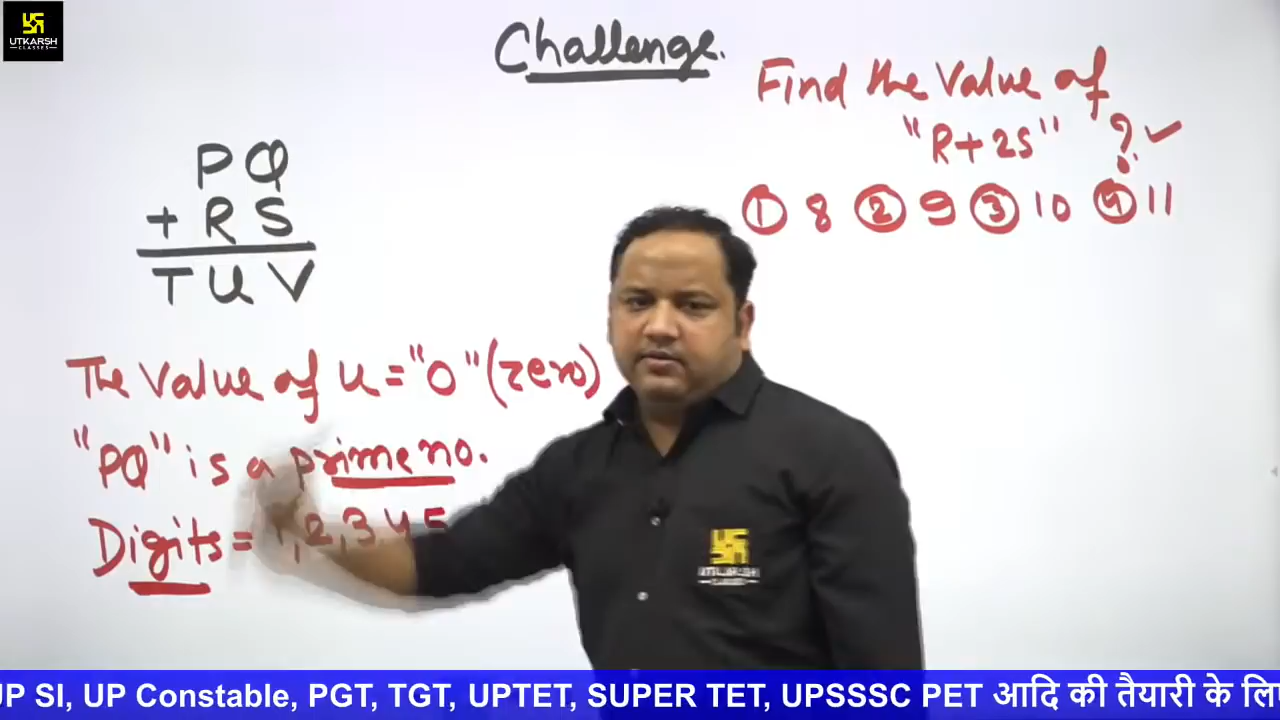 UTKARSH
CLASSES
Challenge.
Find the Value of
"R+2S" ?
① 8 ② 9 ③ 10 ④ 11
PQ
+ RS
TUV
The Value of u = "0" (zero)
"PQ" is a prime no.
Digits = 1,2,3,4,5
UTKARSH
CLASSES
UP SI, UP Constable, PGT, TGT, UPTET, SUPER TET, UPSSSC PET आदि की तैयारी के लि